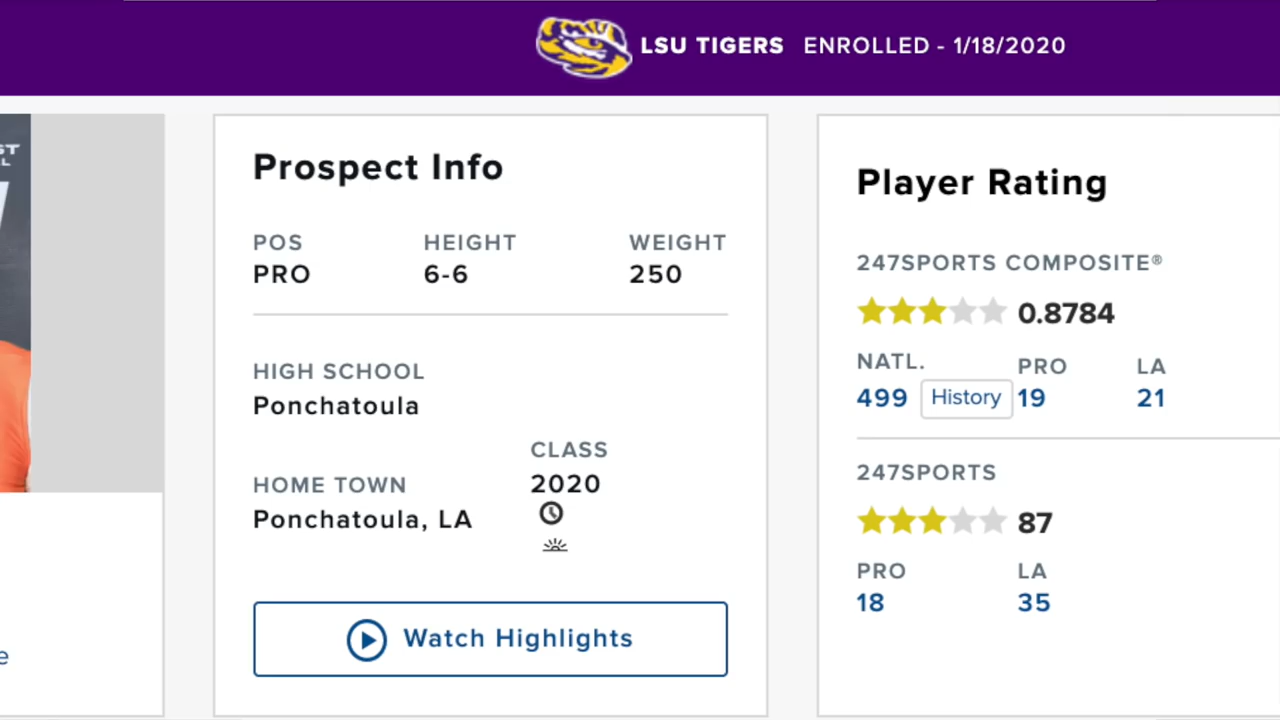 LSU TIGERS ENROLLED - 1/18/2020
ST
L
Prospect Info
POS HEIGHT WEIGHT
PRO 6-6 250
HIGH SCHOOL
Ponchatoula
CLASS
2020
HOME TOWN
Ponchatoula, LA
Watch Highlights
Player Rating
247SPORTS COMPOSITE®
0.8784
NATL. PRO LA
499 History 19 21
247SPORTS
87
PRO LA
18 35
e